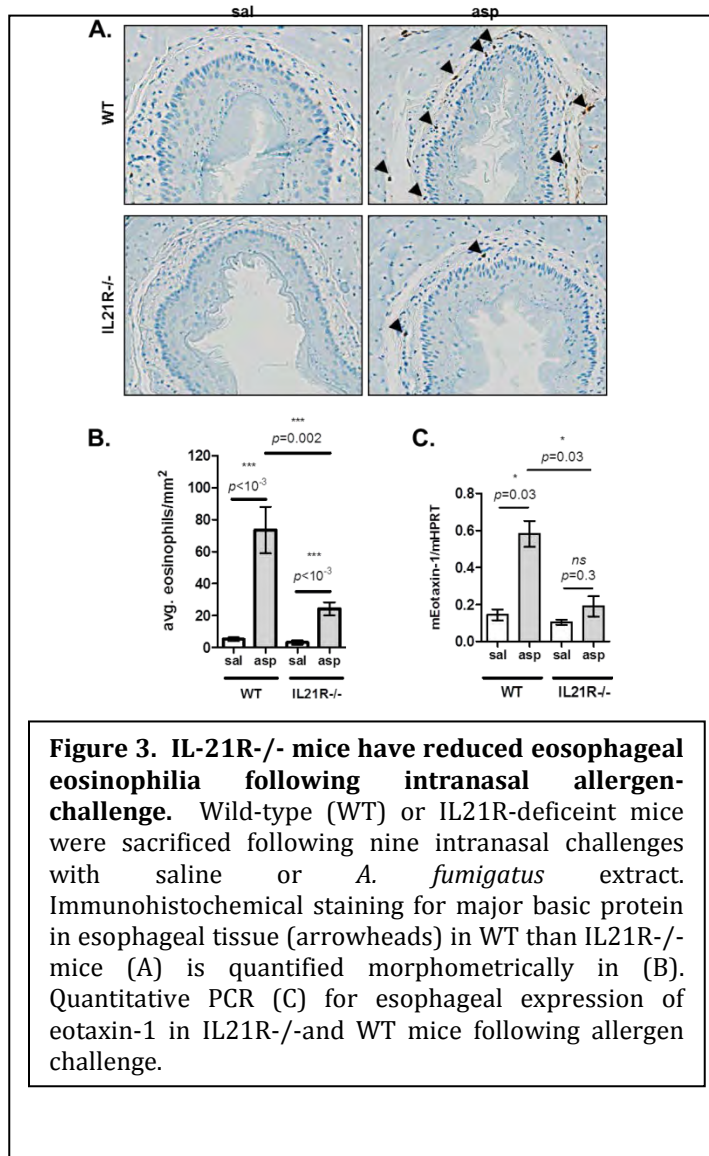 sal
asp
A.
WT
IL21R-/-
B.
C.
***
p=0.002
***
p<10-3
***
p<10-3
avg. eosinophils/mm2
120
100
80
60
40
20
0
sal asp sal asp
WT IL21R-/-
*
p=0.03
*
p=0.03
ns
p=0.3
mEotaxin-1/mHPRT
0.8
0.6
0.4
0.2
0.0
sal asp sal asp
WT IL21R-/-
Figure 3. IL-21R-/- mice have reduced eosophageal
eosinophilia following intranasal allergen-
challenge. Wild-type (WT) or IL21R-deficeint mice
were sacrificed following nine intranasal challenges
with saline or A. fumigatus extract.
Immunohistochemical staining for major basic protein
in esophageal tissue (arrowheads) in WT than IL21R-/-
mice (A) is quantified morphometrically in (B).
Quantitative PCR (C) for esophageal expression of
eotaxin-1 in IL21R-/-and WT mice following allergen
challenge.